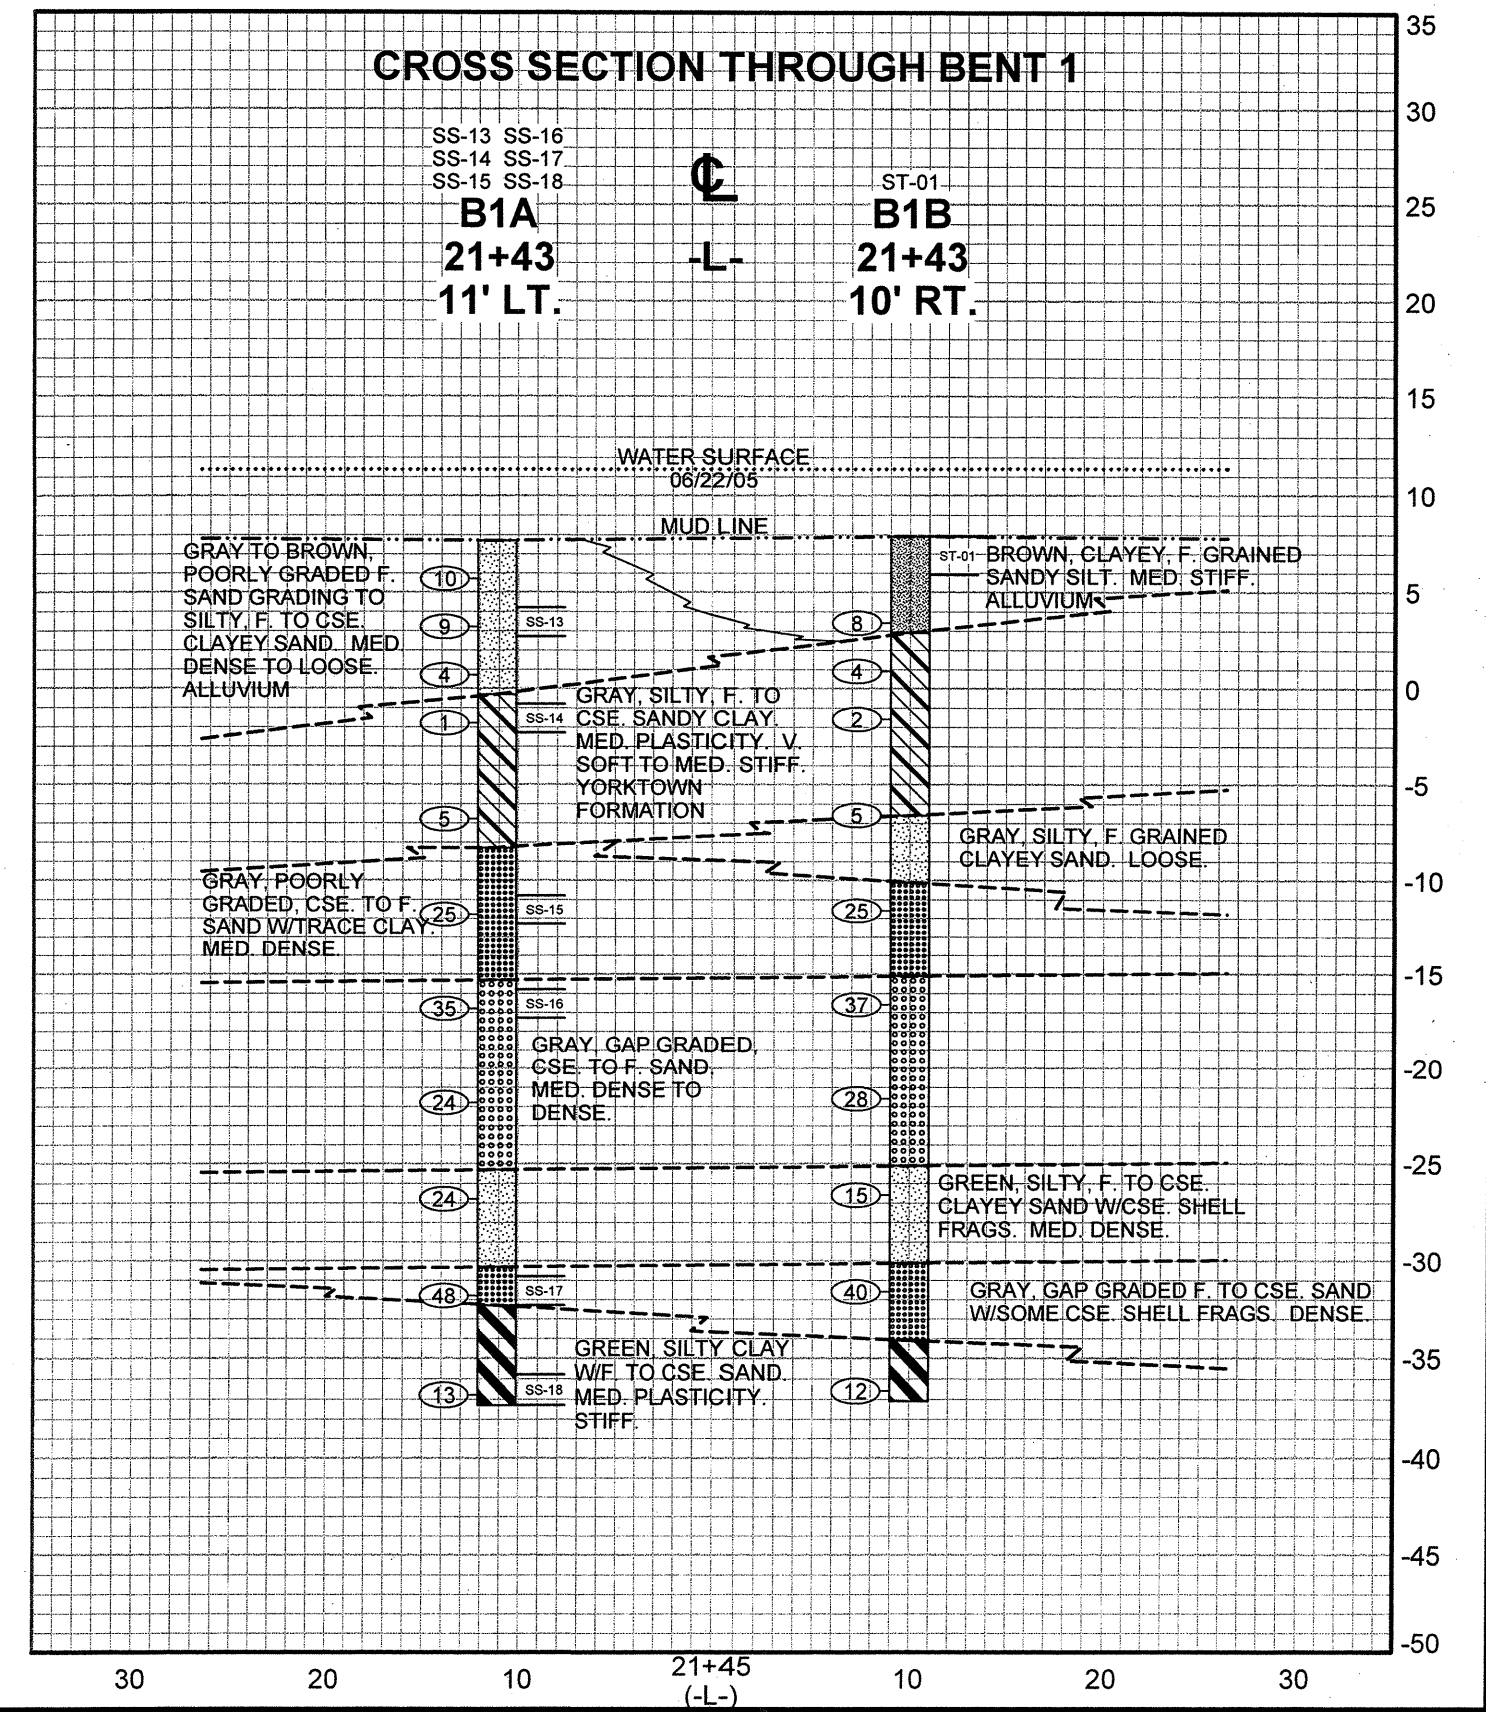 CROSS SECTION THROUGH BENT 1
SS-13 SS-16
SS-14 SS-17
SS-15 SS-18
B1A
21+43
11' LT.
CL
-L-
ST-01
B1B
21+43
10' RT.
WATER SURFACE
06/22/05
MUD LINE
GRAY TO BROWN,
POORLY GRADED F.
SAND GRADING TO
SILTY, F. TO CSE.
CLAYEY SAND. MED
DENSE TO LOOSE.
ALLUVIUM
10
9
4
1
5
25
35
24
24
48
13
SS-13
SS-14
SS-15
SS-16
SS-17
SS-18
GRAY, SILTY, F. TO
CSE. SANDY CLAY.
MED. PLASTICITY. V.
SOFT TO MED. STIFF.
YORKTOWN
FORMATION
GRAY, POORLY
GRADED, CSE. TO F.
SAND W/TRACE CLAY.
MED. DENSE.
GRAY, GAP GRADED,
CSE. TO F. SAND,
MED. DENSE TO
DENSE.
GREEN, SILTY CLAY
W/F. TO CSE. SAND.
MED. PLASTICITY.
STIFF.
8
4
2
5
25
37
28
15
40
12
ST-01
BROWN, CLAYEY, F. GRAINED
SANDY SILT. MED. STIFF.
ALLUVIUM
GRAY, SILTY, F GRAINED
CLAYEY SAND. LOOSE.
GREEN, SILTY, F. TO CSE.
CLAYEY SAND W/CSE. SHELL
FRAGS. MED. DENSE.
GRAY, GAP GRADED F. TO CSE. SAND
W/SOME CSE. SHELL FRAGS. DENSE.
35
30
25
20
15
10
5
0
-5
-10
-15
-20
-25
-30
-35
-40
-45
-50
30
20
10
21+45
(-L-)
10
20
30